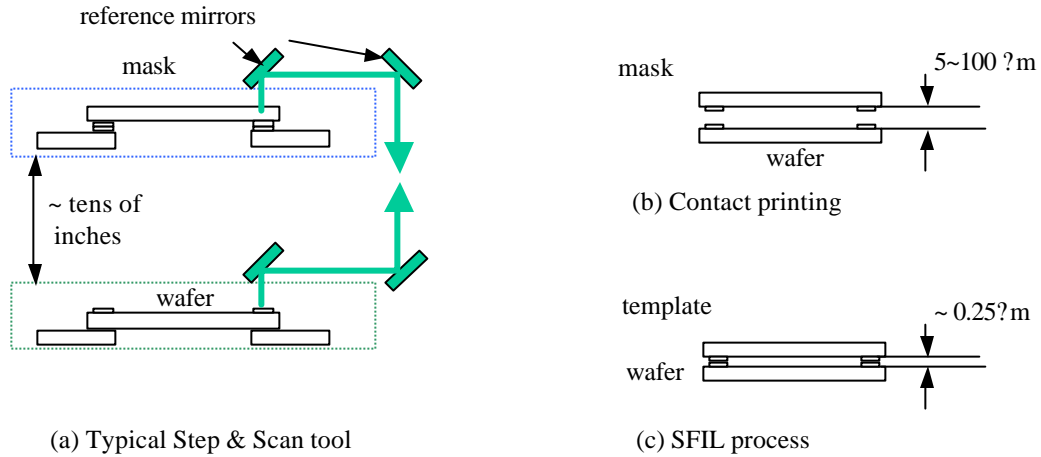 reference mirrors
mask
~ tens of
inches
wafer
(a) Typical Step & Scan tool
mask
5~100 ?m
wafer
(b) Contact printing
template
~ 0.25?m
wafer
(c) SFIL process